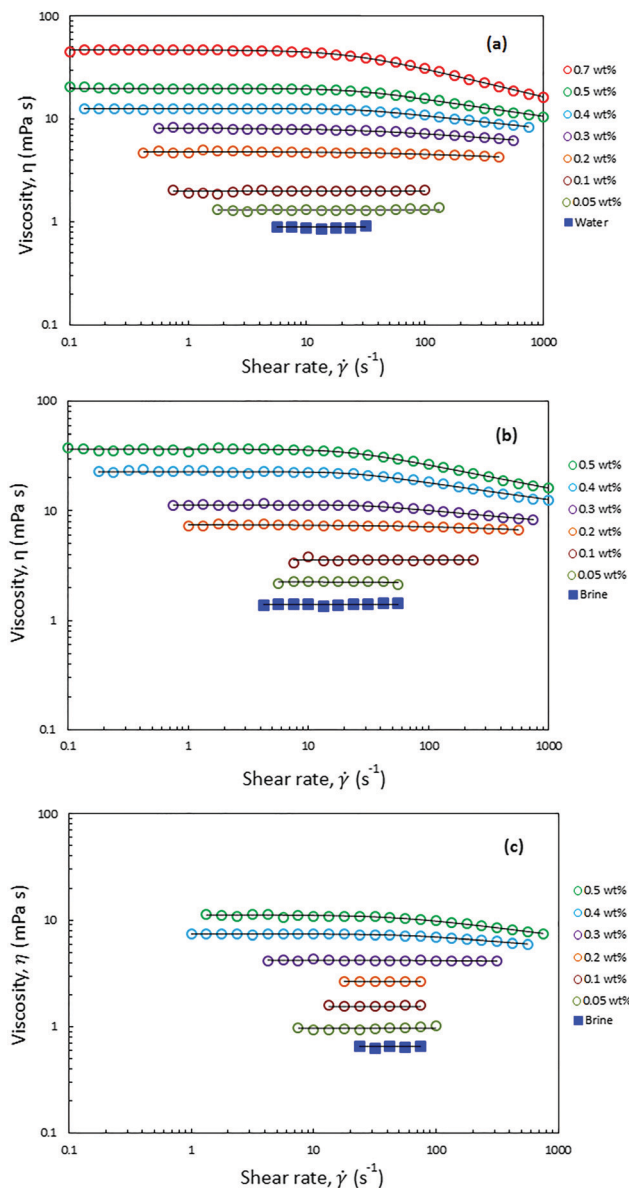 100
10
1
0.1
Viscosity, η (mPa s)
(a)
0.1 1 10 100 1000
Shear rate, γ̇ (s⁻¹)
0.7 wt%
0.5 wt%
0.4 wt%
0.3 wt%
0.2 wt%
0.1 wt%
0.05 wt%
Water
100
10
1
0.1
Viscosity, η (mPa s)
(b)
0.1 1 10 100 1000
Shear rate, γ̇ (s⁻¹)
0.5 wt%
0.4 wt%
0.3 wt%
0.2 wt%
0.1 wt%
0.05 wt%
Brine
100
10
1
0.1
Viscosity, η (mPa s)
(c)
0.1 1 10 100 1000
Shear rate, γ̇ (s⁻¹)
0.5 wt%
0.4 wt%
0.3 wt%
0.2 wt%
0.1 wt%
0.05 wt%
Brine